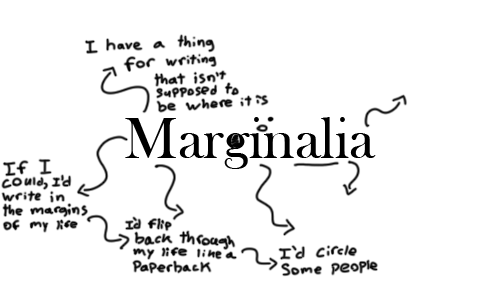 I have a thing
for writing
that isn't
supposed to
be where it is
Marginalia
If I
could, I'd
write in
the margins
of my life
I'd flip
back through
my life like a
Paperback
I'd circle
some people